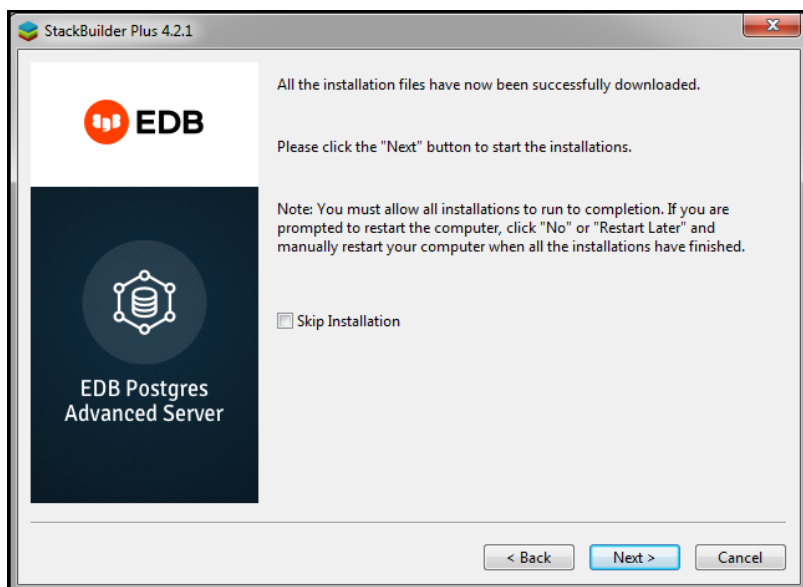 StackBuilder Plus 4.2.1
EDB
All the installation files have now been successfully downloaded.
Please click the "Next" button to start the installations.
Note: You must allow all installations to run to completion. If you are
prompted to restart the computer, click "No" or "Restart Later" and
manually restart your computer when all the installations have finished.
Skip Installation
EDB Postgres
Advanced Server
< Back
Next >
Cancel